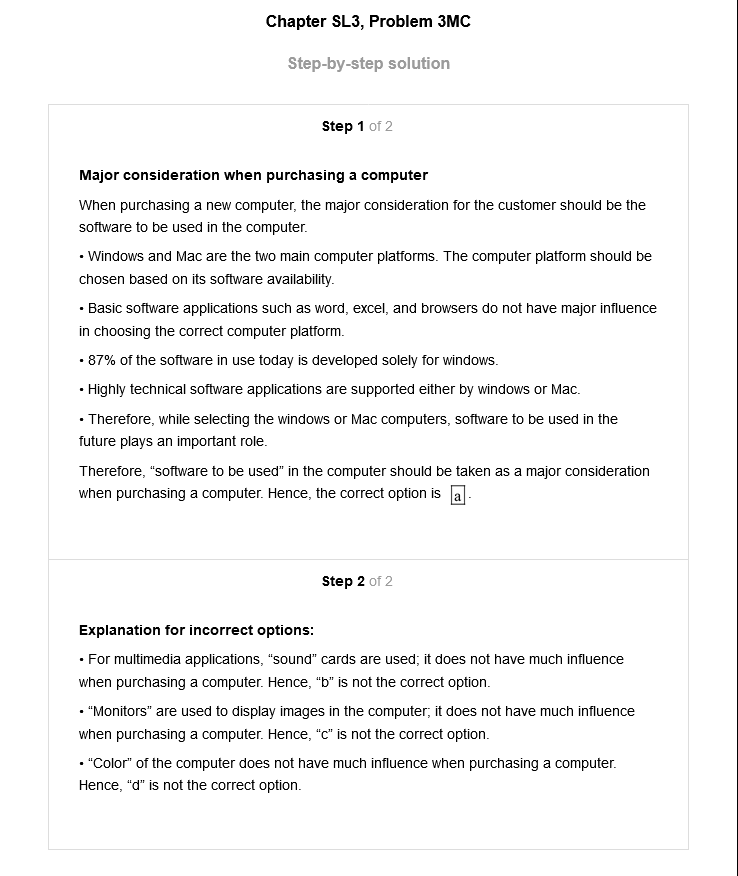 Chapter SL3, Problem 3MC
Step-by-step solution
Step 1 of 2
Major consideration when purchasing a computer
When purchasing a new computer, the major consideration for the customer should be the
software to be used in the computer.
• Windows and Mac are the two main computer platforms. The computer platform should be
chosen based on its software availability.
• Basic software applications such as word, excel, and browsers do not have major influence
in choosing the correct computer platform.
• 87% of the software in use today is developed solely for windows.
• Highly technical software applications are supported either by windows or Mac.
• Therefore, while selecting the windows or Mac computers, software to be used in the
future plays an important role.
Therefore, “software to be used” in the computer should be taken as a major consideration
when purchasing a computer. Hence, the correct option is a.
Step 2 of 2
Explanation for incorrect options:
• For multimedia applications, “sound” cards are used; it does not have much influence
when purchasing a computer. Hence, “b” is not the correct option.
• “Monitors” are used to display images in the computer; it does not have much influence
when purchasing a computer. Hence, “c” is not the correct option.
• “Color” of the computer does not have much influence when purchasing a computer.
Hence, “d” is not the correct option.